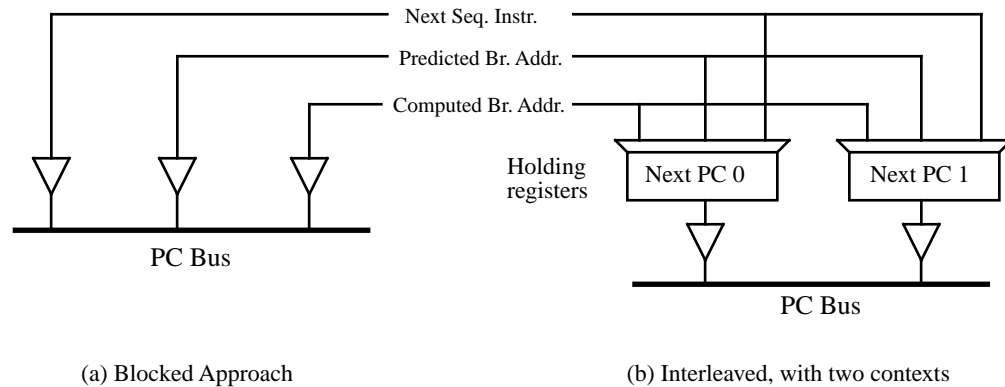 Next Seq. Instr.
Predicted Br. Addr.
Computed Br. Addr.
Holding
registers
Next PC 0
Next PC 1
PC Bus
PC Bus
(a) Blocked Approach
(b) Interleaved, with two contexts